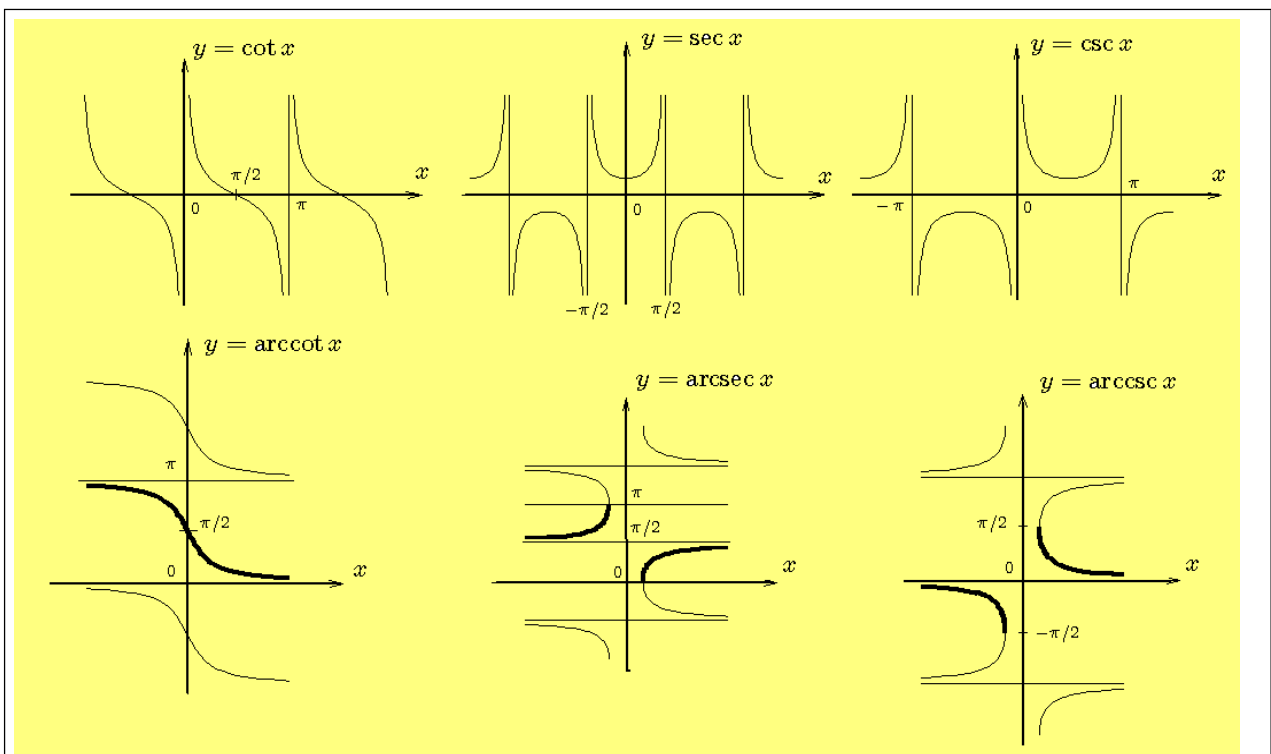 y = cot x
y = sec x
y = csc x
π/2
x
0
π
x
0
−π/2
π/2
x
−π
0
π
y = arccot x
π
π/2
0
x
y = arcsec x
π
π/2
0
x
y = arccsc x
π/2
0
x
−π/2